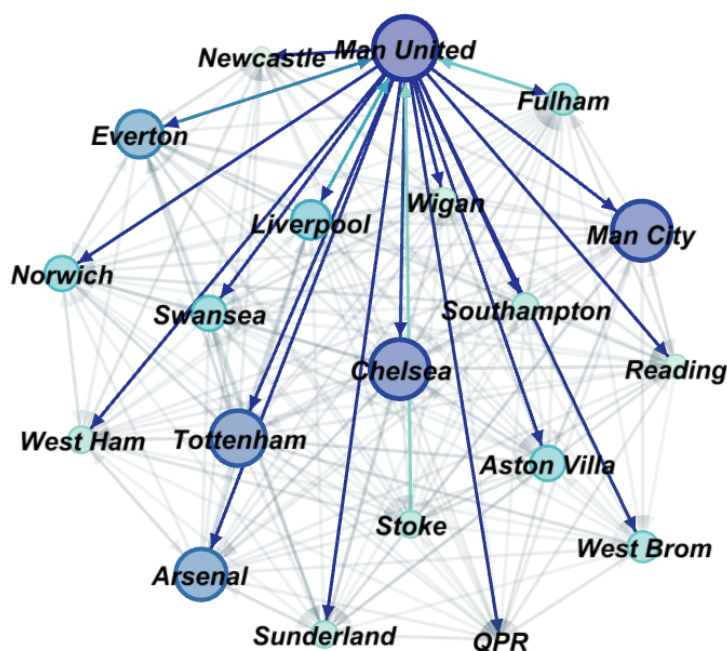 Newcastle
Man United
Fulham
Everton
Liverpool
Wigan
Man City
Norwich
Swansea
Southampton
Chelsea
Reading
West Ham
Tottenham
Aston Villa
Stoke
West Brom
Arsenal
Sunderland
QPR